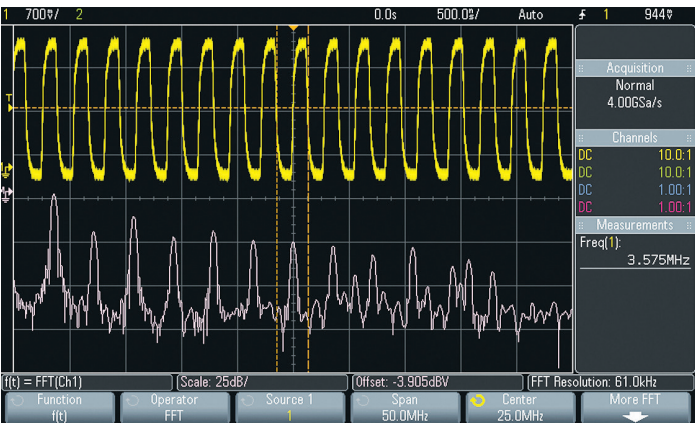 1 700▽/ 2 0.0s 500.0▽/ Auto 1 944▽
T
Acquisition
Normal
4.00GSa/s
Channels
DC 10.0:1
DC 10.0:1
DC 1.00:1
DC 1.00:1
Measurements
Freq(1):
3.575MHz
f(t) = FFT(Ch1) Scale: 25dB/ Offset: -3.905dBV FFT Resolution: 61.0kHz
Function Operator Source 1 Span Center More FFT
f(t) FFT 1 50.0MHz 25.0MHz